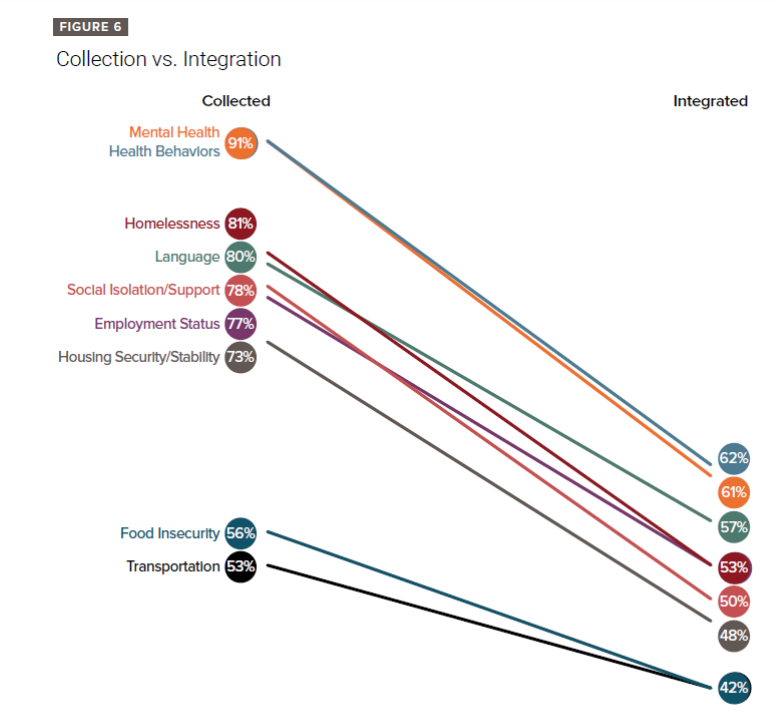 FIGURE 6
Collection vs. Integration
Collected Integrated
Mental Health
Health Behaviors 91%
Homelessness 81%
Language 80%
Social Isolation/Support 78%
Employment Status 77%
Housing Security/Stability 73%
62%
61%
57%
Food Insecurity 56%
Transportation 53%
53%
50%
48%
42%